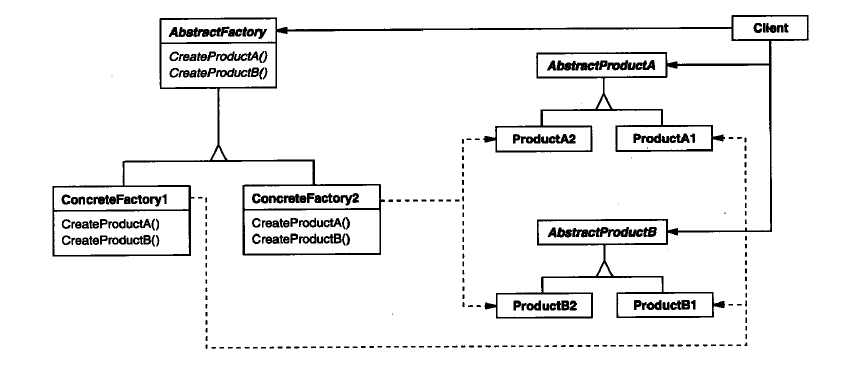 AbstractFactory
CreateProductA()
CreateProductB()
Client
AbstractProductA
ProductA2
ProductA1
ConcreteFactory1
CreateProductA()
CreateProductB()
ConcreteFactory2
CreateProductA()
CreateProductB()
AbstractProductB
ProductB2
ProductB1